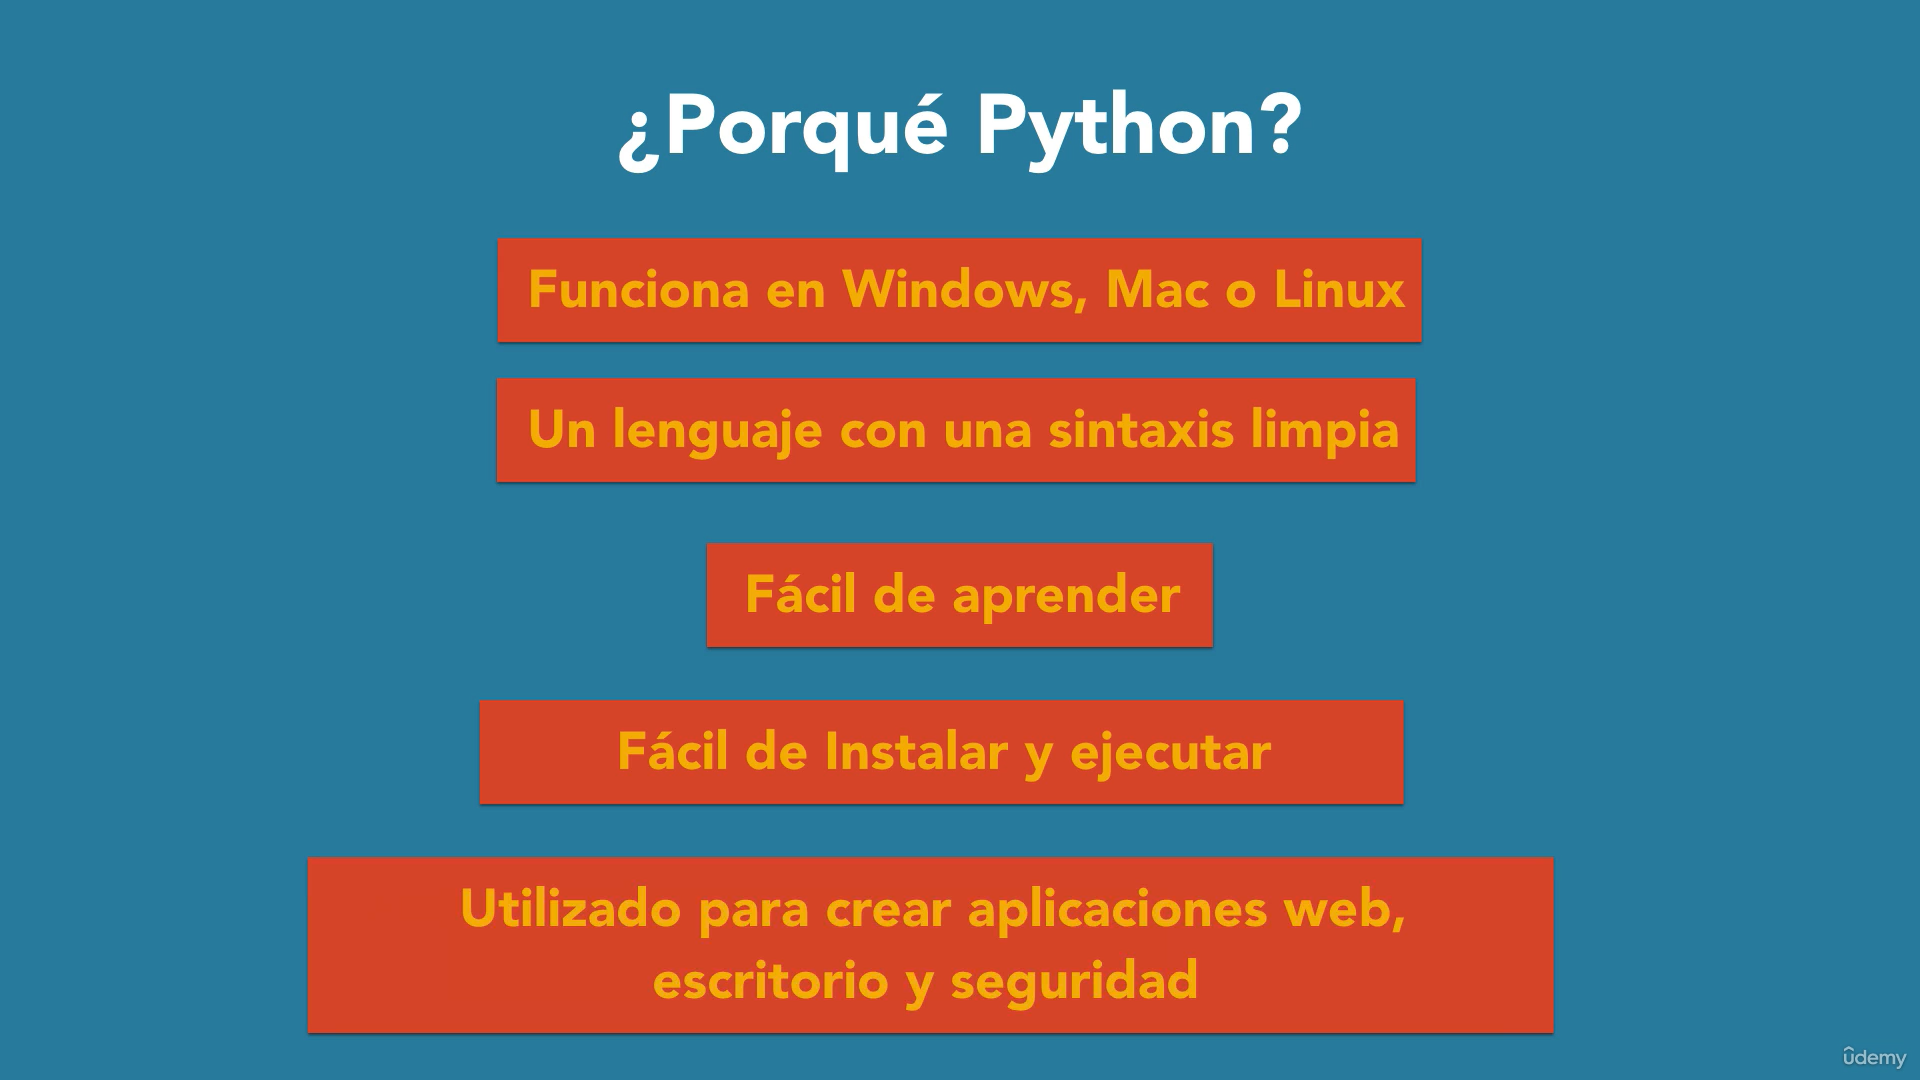 ¿Porqué Python?
Funciona en Windows, Mac o Linux
Un lenguaje con una sintaxis limpia
Fácil de aprender
Fácil de Instalar y ejecutar
Utilizado para crear aplicaciones web,
escritorio y seguridad
ûdemy